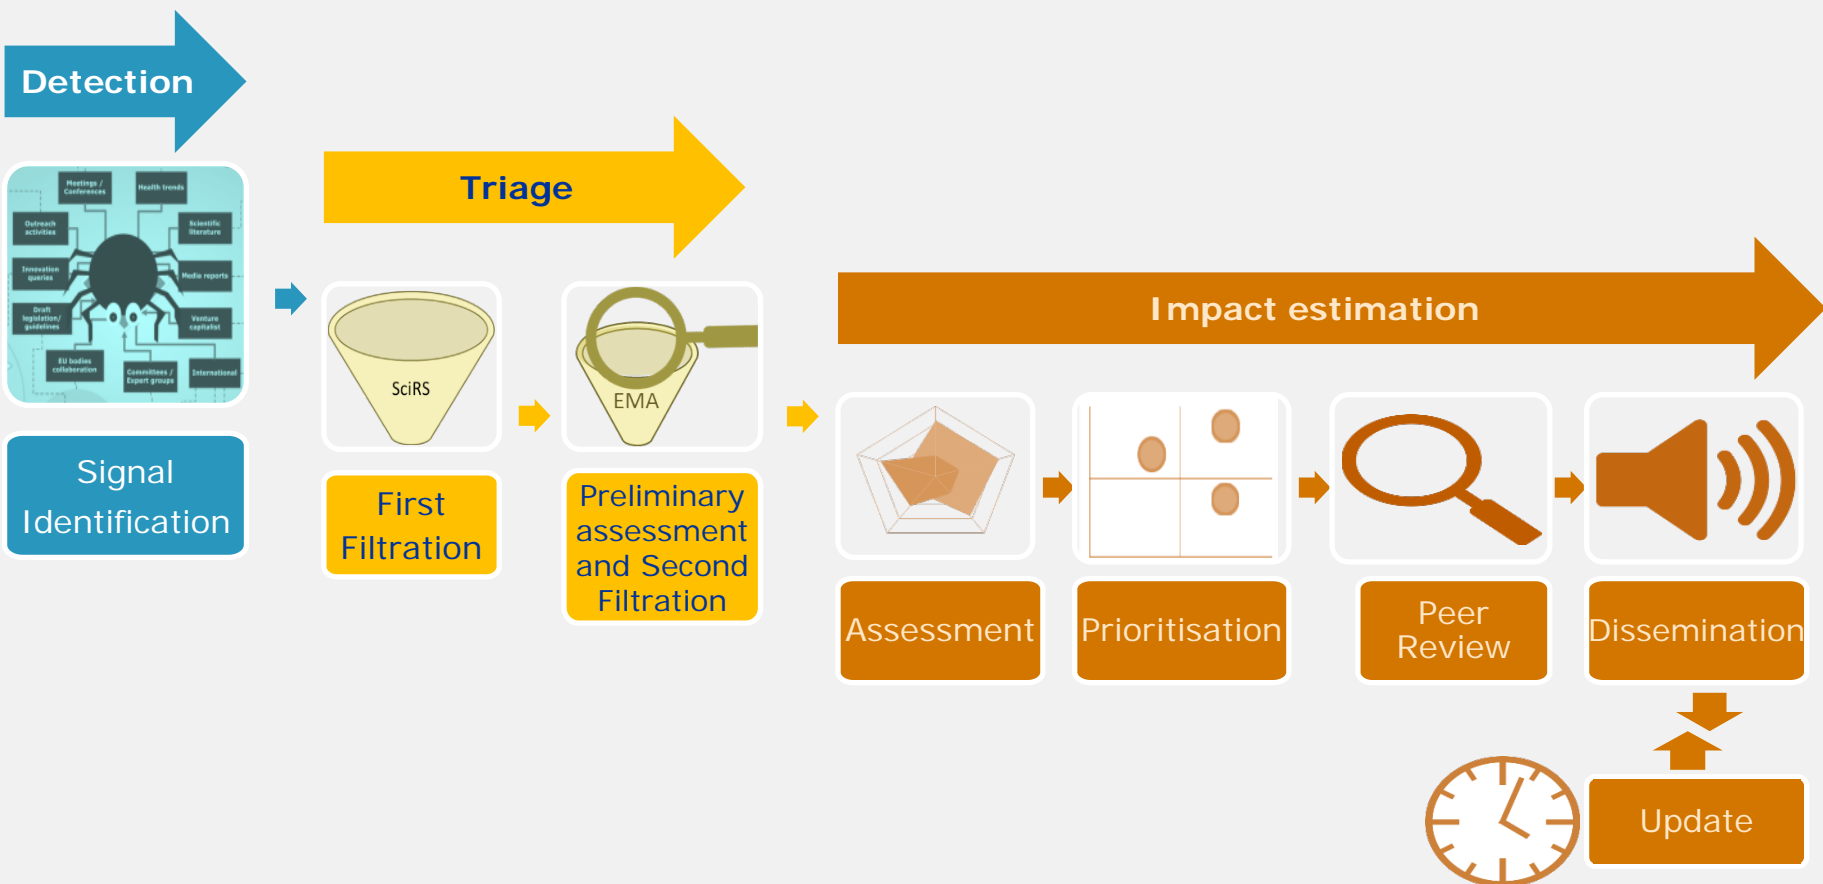 Detection
Meetings /
Conferences
Health trends
Outreach
activities
Scientific
literature
Innovation
queries
Media reports
Draft
legislation/
guidelines
Venture
capitalist
EU bodies
collaboration
Committees /
Expert groups
International
Signal
Identification
Triage
SciRS
EMA
First
Filtration
Preliminary
assessment
and Second
Filtration
Impact estimation
Assessment
Prioritisation
Peer
Review
Dissemination
Update